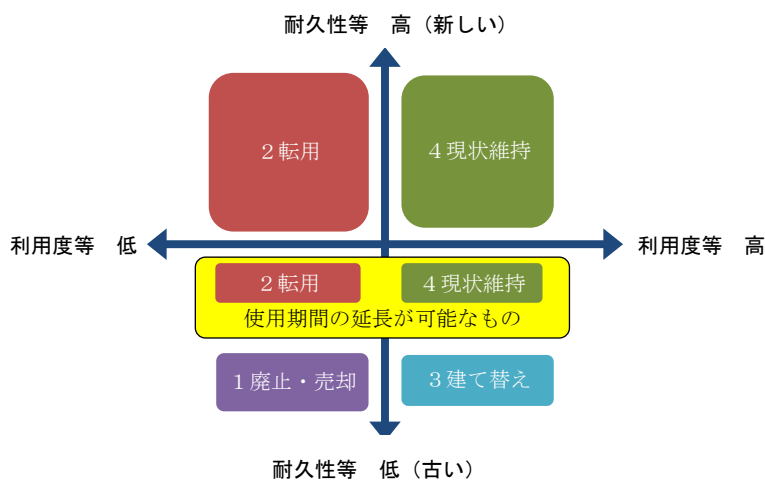 耐久性等　高（新しい）
２転用
４現状維持
利用度等　低
利用度等　高
２転用
４現状維持
使用期間の延長が可能なもの
１廃止・売却
３建て替え
耐久性等　低（古い）